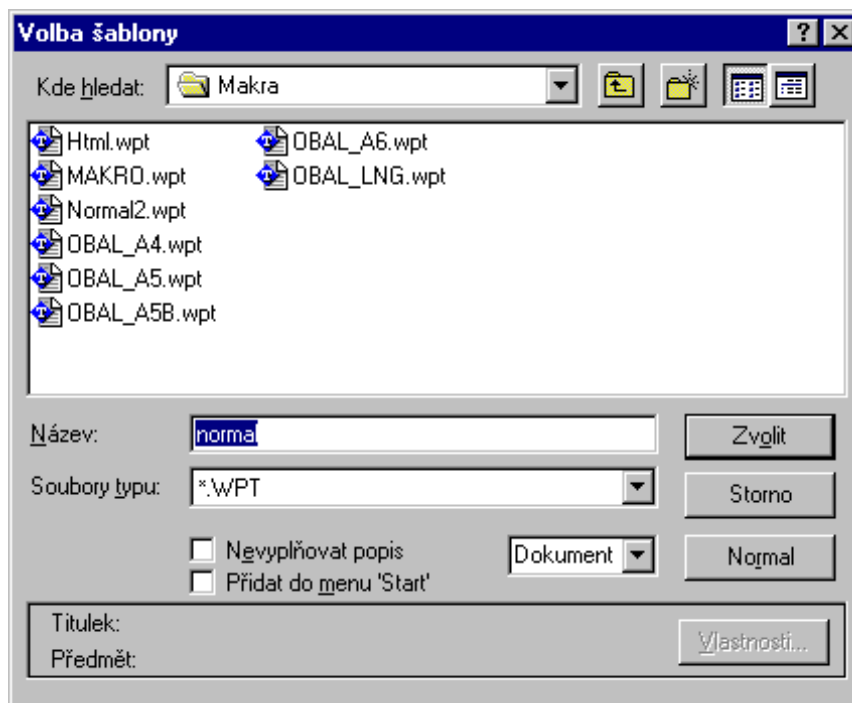 Volba šablony
Kde hledat: Makra
Html.wpt OBAL_A6.wpt
MAKRO.wpt OBAL_LNG.wpt
Normal2.wpt
OBAL_A4.wpt
OBAL_A5.wpt
OBAL_A5B.wpt
Název: normal Zvolit
Soubory typu: *.WPT Storno
Nevyplňovat popis Dokument Normal
Přidat do menu 'Start'
Titulek:
Předmět: Vlastnosti...